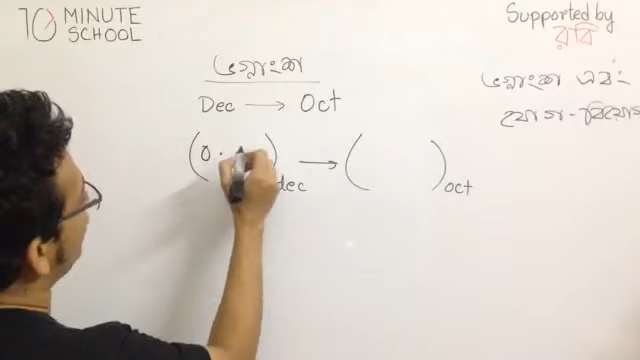 10 MINUTE
SCHOOL
Supported by
রবি
ভগ্নাংশ
Dec → Oct
ভগ্নাংশ এবং
যোগ-বিয়োগ
(0. )dec → ( )oct